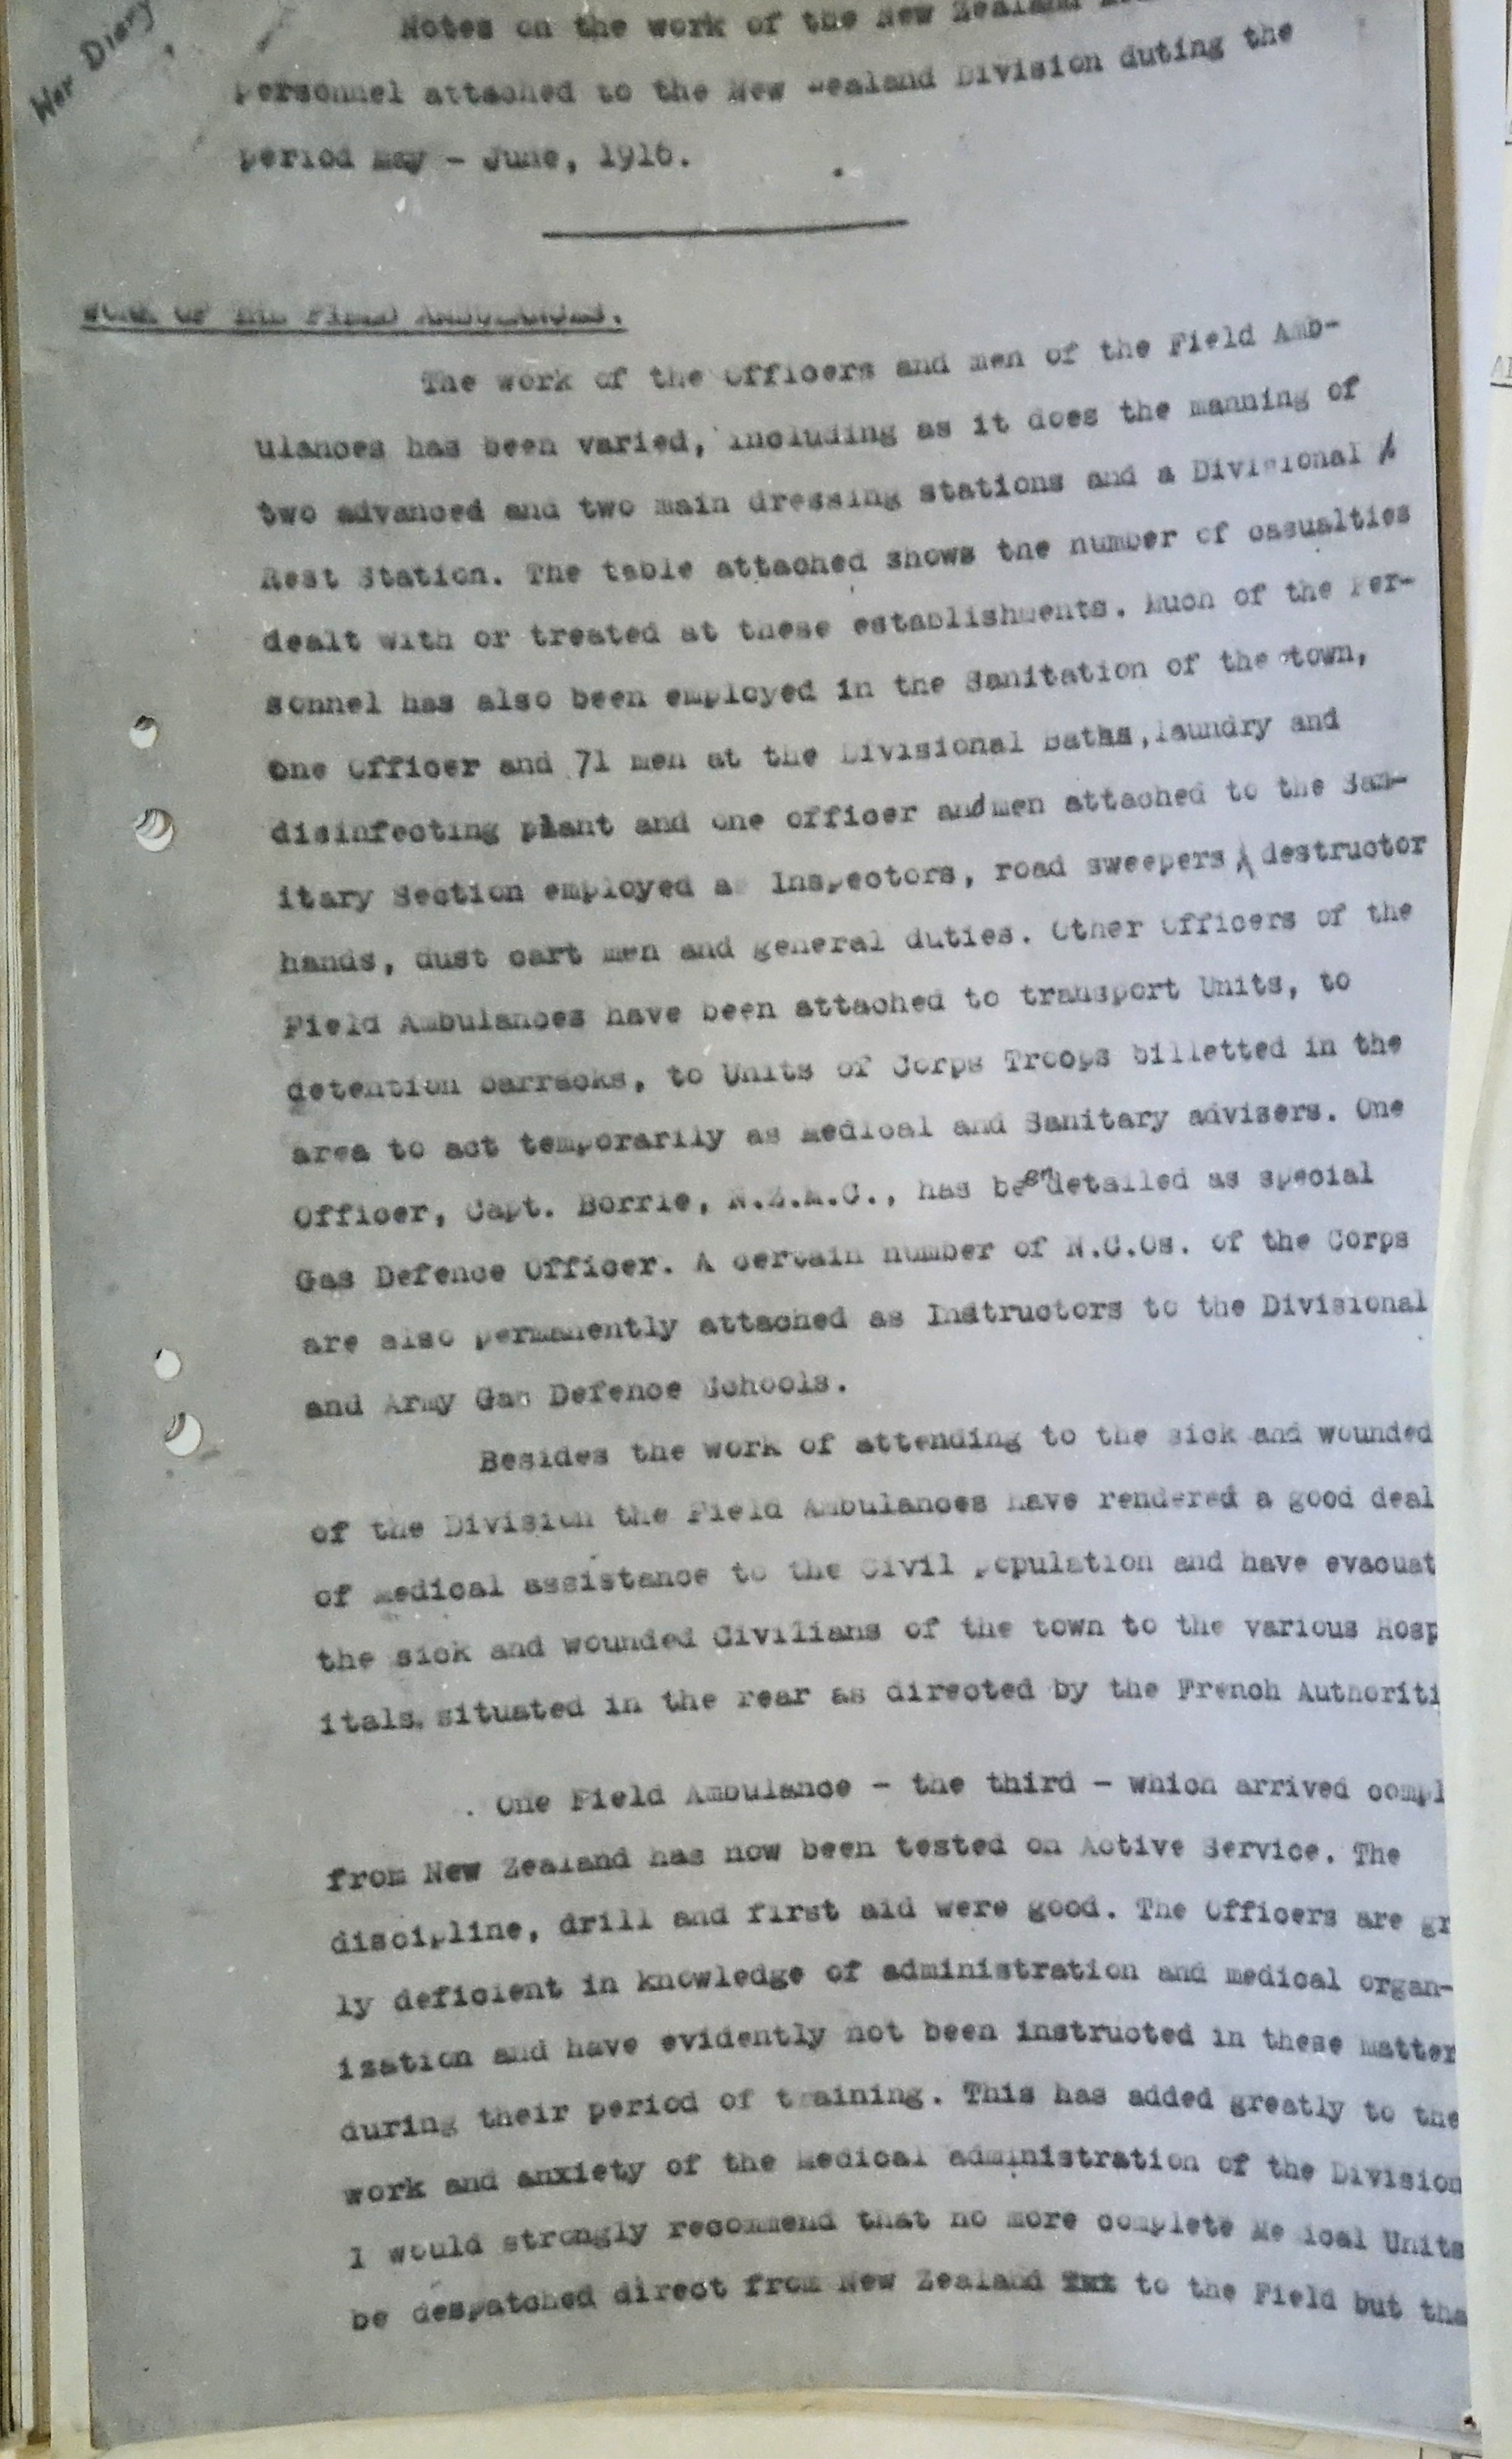 War Diary
Notes on the work of the New Zealand
Personnel attached to the New Zealand Division duting the
period May - June, 1916.
WORK OF THE FIELD AMBULANCES.
The work of the Officers and men of the Field Amb-
ulances has been varied, including as it does the manning of
two advanced and two main dressing stations and a Divisional
Rest Station. The table attached shows the number of casualties
dealt with or treated at these establishments. Much of the Per-
sonnel has also been employed in the Sanitation of the town,
One Officer and 71 men at the Divisional Baths, laundry and
disinfecting plant and one officer and men attached to the San-
itary Section employed as Inspectors, road sweepers, destructor
hands, dust cart men and general duties. Other Officers of the
Field Ambulances have been attached to transport Units, to
detention barracks, to Units of Corps Troops billetted in the
area to act temporarily as Medical and Sanitary advisers. One
Officer, Capt. Borrie, N.Z.M.C., has been detailed as special
Gas Defence Officer. A certain number of N.C.Os. of the Corps
are also permanently attached as Instructors to the Divisional
and Army Gas Defence Schools.
Besides the work of attending to the sick and wounded
of the Division the Field Ambulances have rendered a good deal
of medical assistance to the Civil population and have evacuat
the sick and wounded Civilians of the town to the various Hosp
itals, situated in the rear as directed by the French Authoriti
One Field Ambulance - the third - which arrived compl
from New Zealand has now been tested on Active Service. The
discipline, drill and first aid were good. The Officers are gr
ly deficient in knowledge of administration and medical organ-
ization and have evidently not been instructed in these matter
during their period of training. This has added greatly to the
work and anxiety of the Medical administration of the Division
I would strongly recommend that no more complete Me ical Units
be despatched direct from New Zealand to the Field but tha